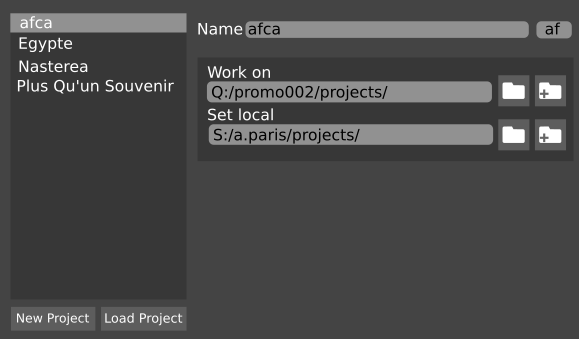 afca
Egypte
Nasterea
Plus Qu'un Souvenir
New Project Load Project
Name afca af
Work on
Q:/promo002/projects/
Set local
S:/a.paris/projects/